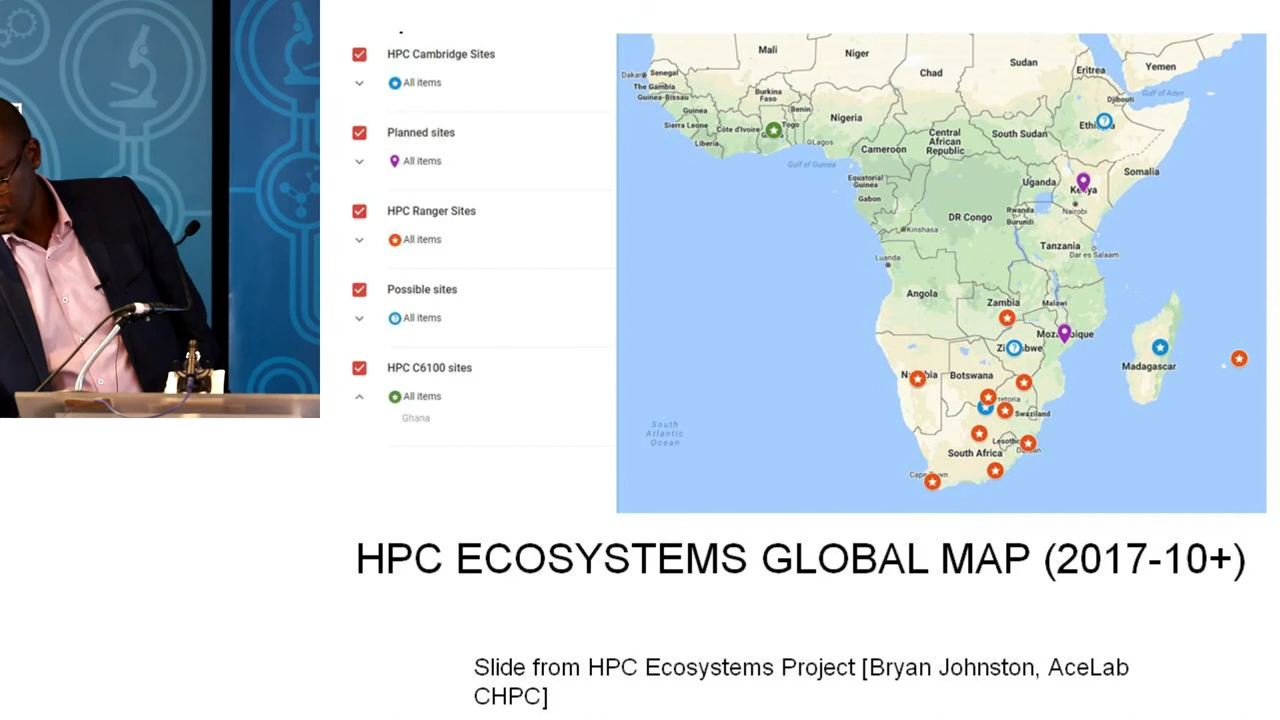 HPC Cambridge Sites
All items
Planned sites
All items
HPC Ranger Sites
All items
Possible sites
All items
HPC C6100 sites
All items
Ghana
Mali
Niger
Chad
Sudan
Eritrea
Yemen
Gulf of Aden
Dakar
Senegal
The Gambia
Guinea-Bissau
Guinea
Sierra Leone
Liberia
Côte d'Ivoire
Burkina
Faso
Benin
Togo
Nigeria
Lagos
Gulf of Guinea
Cameroon
Central
African
Republic
South Sudan
Djibouti
Somalia
Equatorial
Guinea
Gabon
Uganda
Kenya
Nairobi
Rwanda
Burundi
DR Congo
Kinshasa
Tanzania
Dar es Salaam
Luanda
Angola
Zambia
Malawi
Madagascar
Botswana
Swaziland
South Africa
South
Atlantic
Ocean
HPC ECOSYSTEMS GLOBAL MAP (2017-10+)
Slide from HPC Ecosystems Project [Bryan Johnston, AceLab
CHPC]